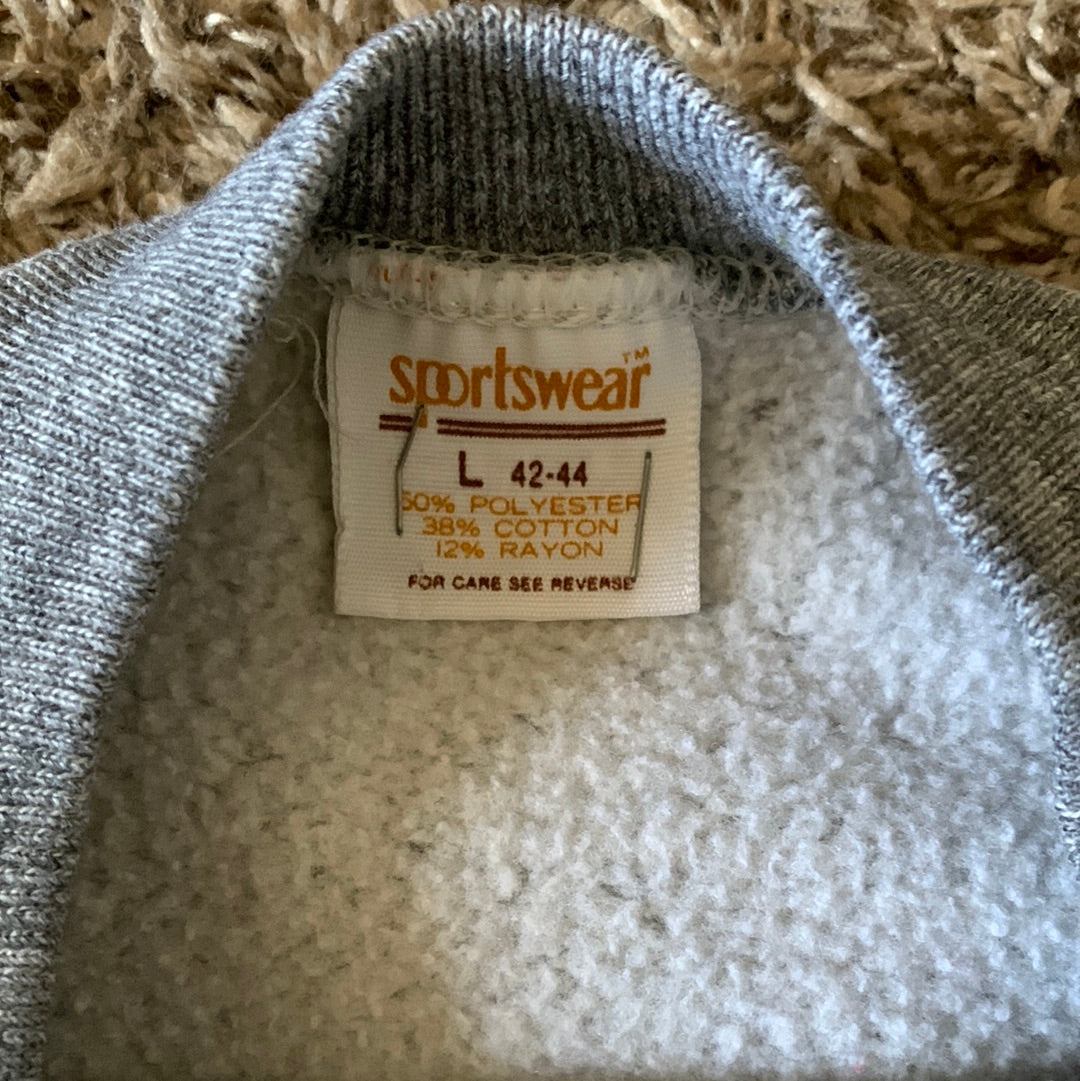 sportswear™
L 42-44
50% POLYESTER
38% COTTON
12% RAYON
FOR CARE SEE REVERSE